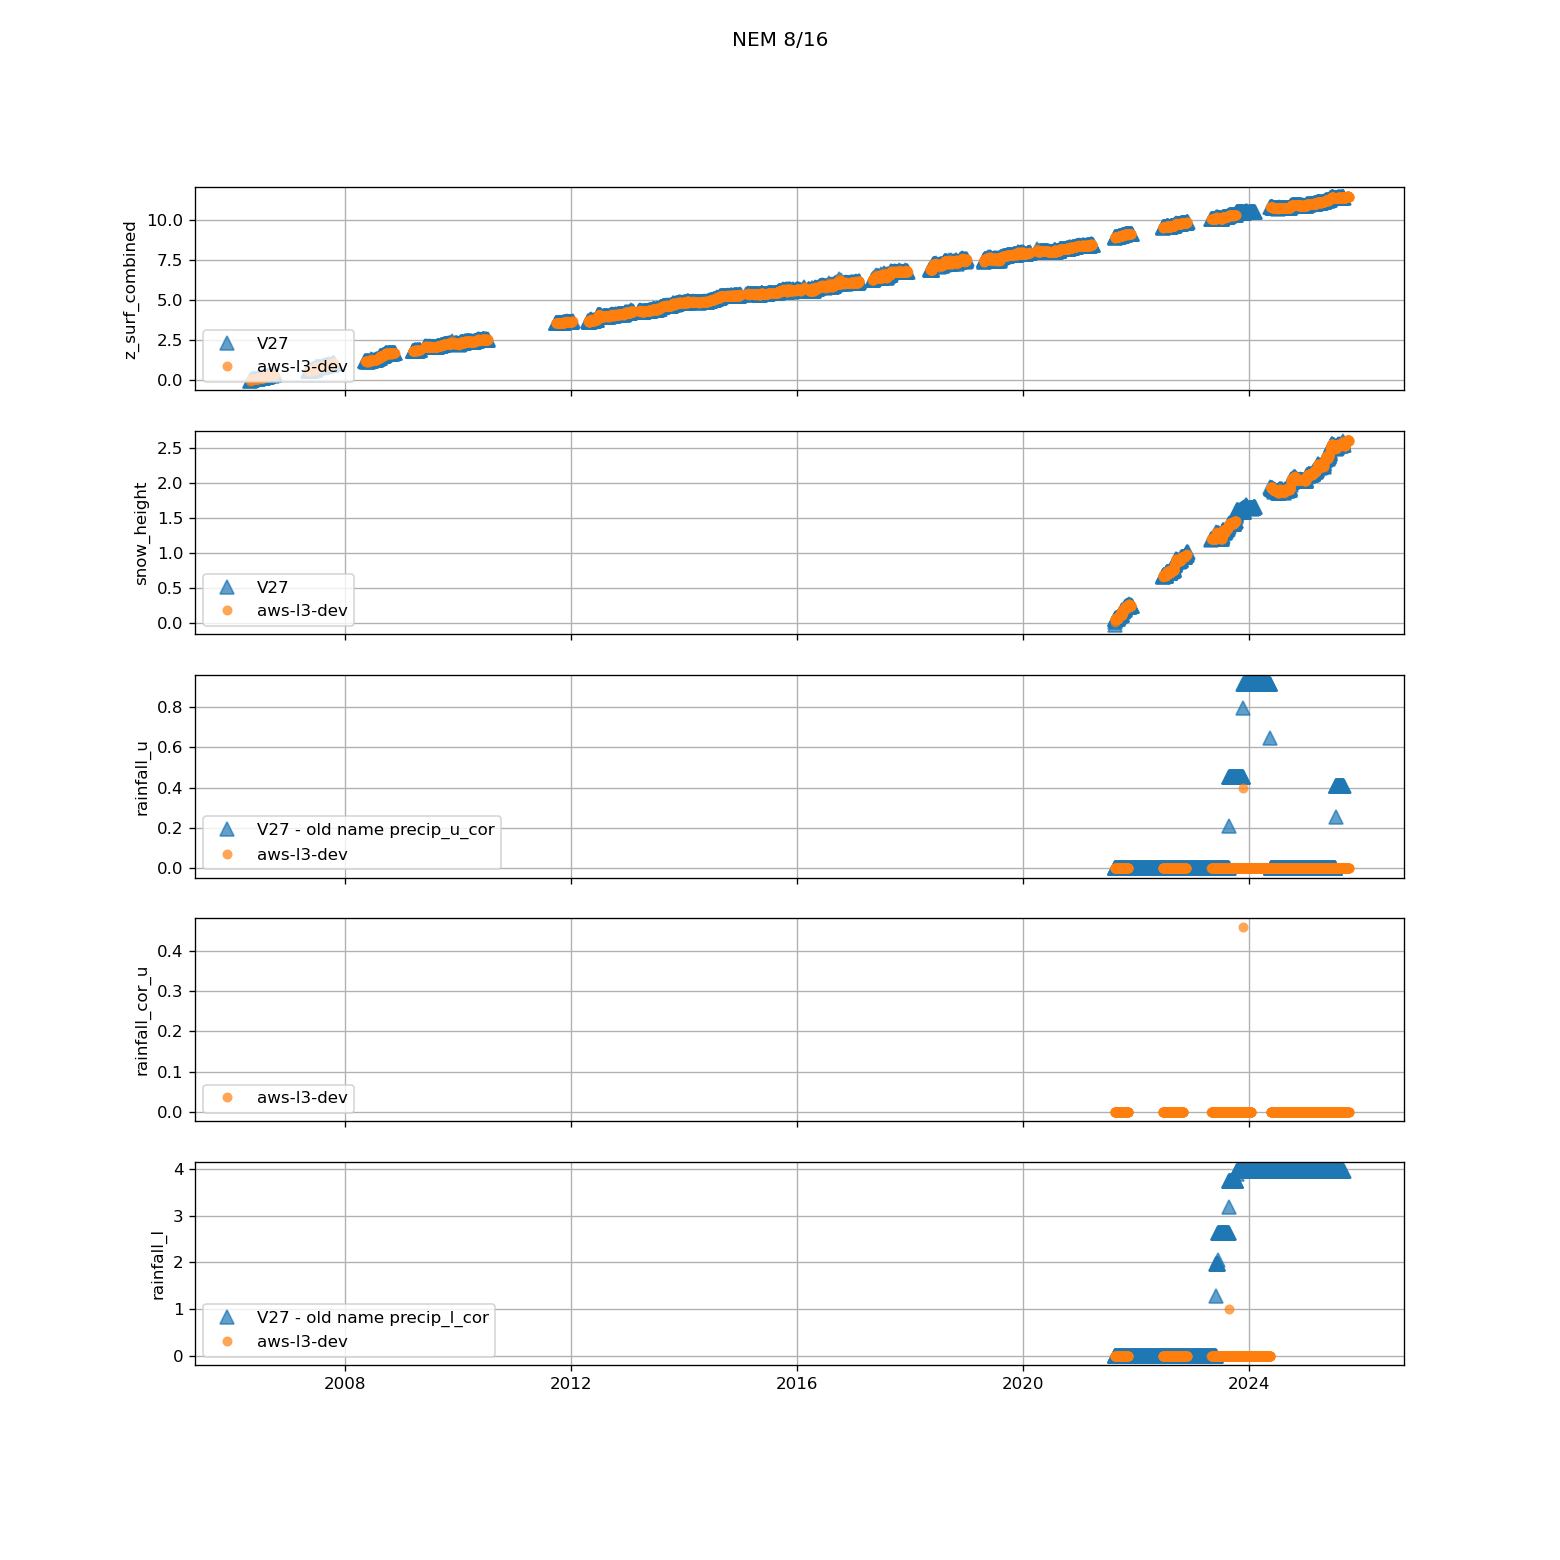 NEM 8/16
z_surf_combined
10.0
7.5
5.0
2.5
0.0
V27
aws-l3-dev
snow_height
2.5
2.0
1.5
1.0
0.5
0.0
V27
aws-l3-dev
rainfall_u
0.8
0.6
0.4
0.2
0.0
V27 - old name precip_u_cor
aws-l3-dev
rainfall_cor_u
0.4
0.3
0.2
0.1
0.0
aws-l3-dev
rainfall_l
4
3
2
1
0
V27 - old name precip_l_cor
aws-l3-dev
2008 2012 2016 2020 2024